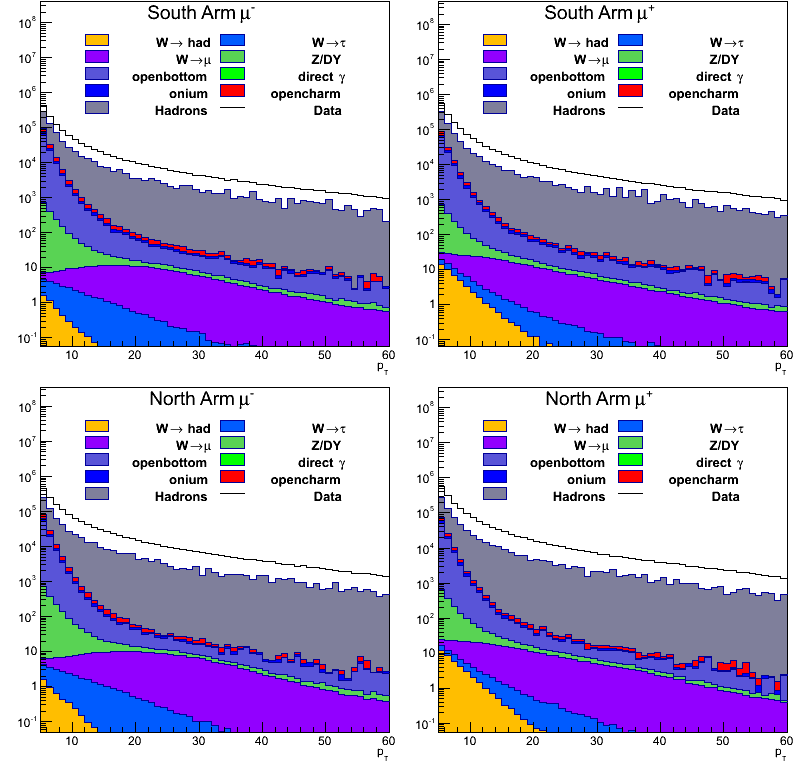 South Arm μ⁻
10⁸
10⁷
10⁶
10⁵
10⁴
10³
10²
10
1
10⁻¹
W→ had W→τ
W→μ Z/DY
openbottom direct γ
onium opencharm
Hadrons Data
10 20 30 40 50 60
p_T
South Arm μ⁺
10⁸
10⁷
10⁶
10⁵
10⁴
10³
10²
10
1
10⁻¹
W→ had W→τ
W→μ Z/DY
openbottom direct γ
onium opencharm
Hadrons Data
10 20 30 40 50 60
p_T
North Arm μ⁻
10⁸
10⁷
10⁶
10⁵
10⁴
10³
10²
10
1
10⁻¹
W→ had W→τ
W→μ Z/DY
openbottom direct γ
onium opencharm
Hadrons Data
10 20 30 40 50 60
p_T
North Arm μ⁺
10⁸
10⁷
10⁶
10⁵
10⁴
10³
10²
10
1
10⁻¹
W→ had W→τ
W→μ Z/DY
openbottom direct γ
onium opencharm
Hadrons Data
10 20 30 40 50 60
p_T